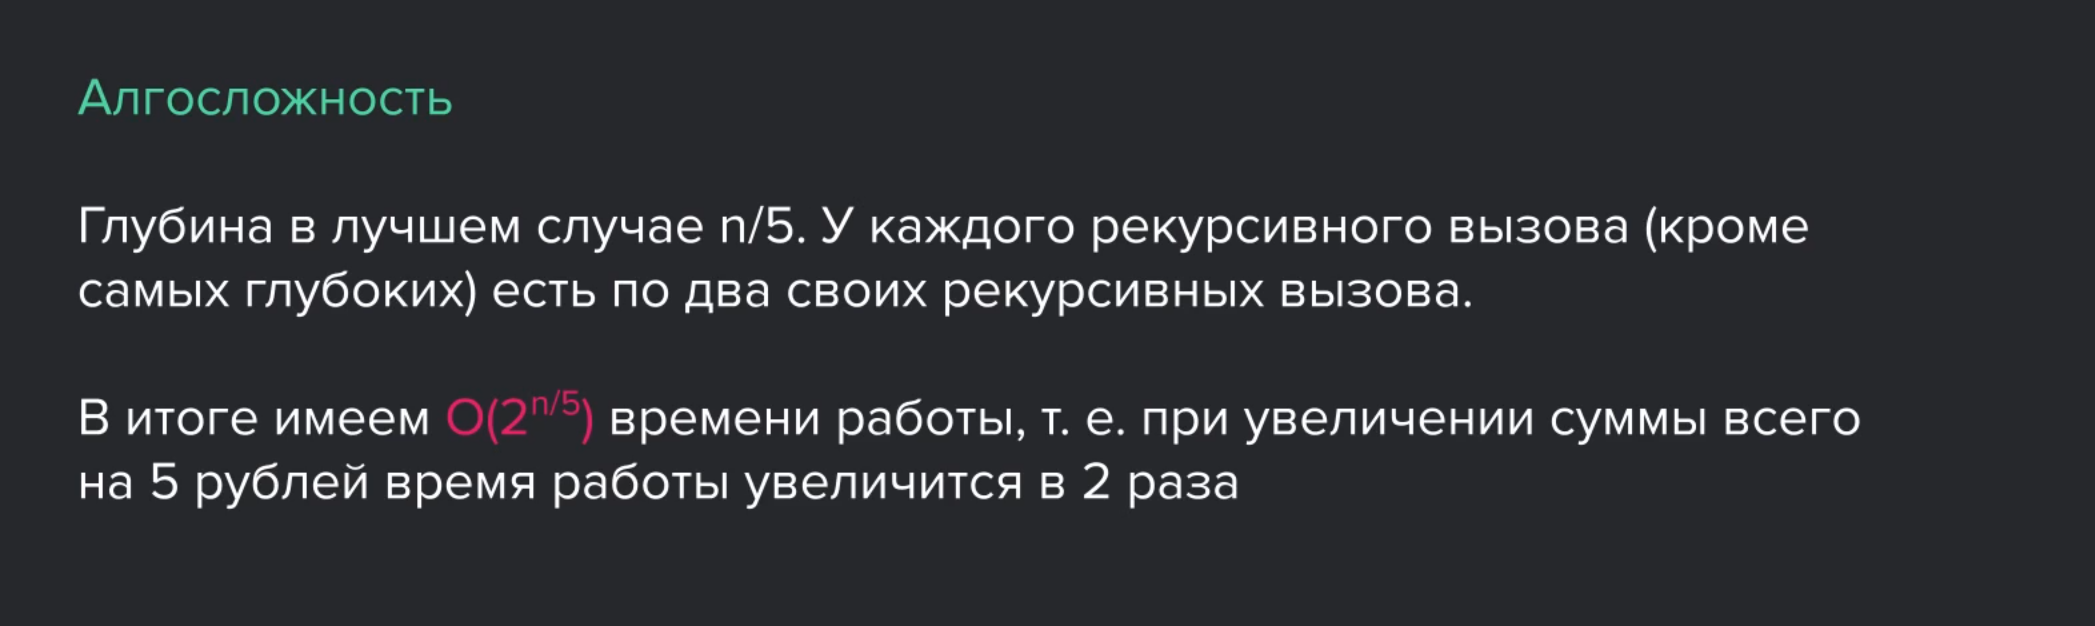 Алгосложность
Глубина в лучшем случае n/5. У каждого рекурсивного вызова (кроме
самых глубоких) есть по два своих рекурсивных вызова.
В итоге имеем O(2^n/5) времени работы, т. е. при увеличении суммы всего
на 5 рублей время работы увеличится в 2 раза